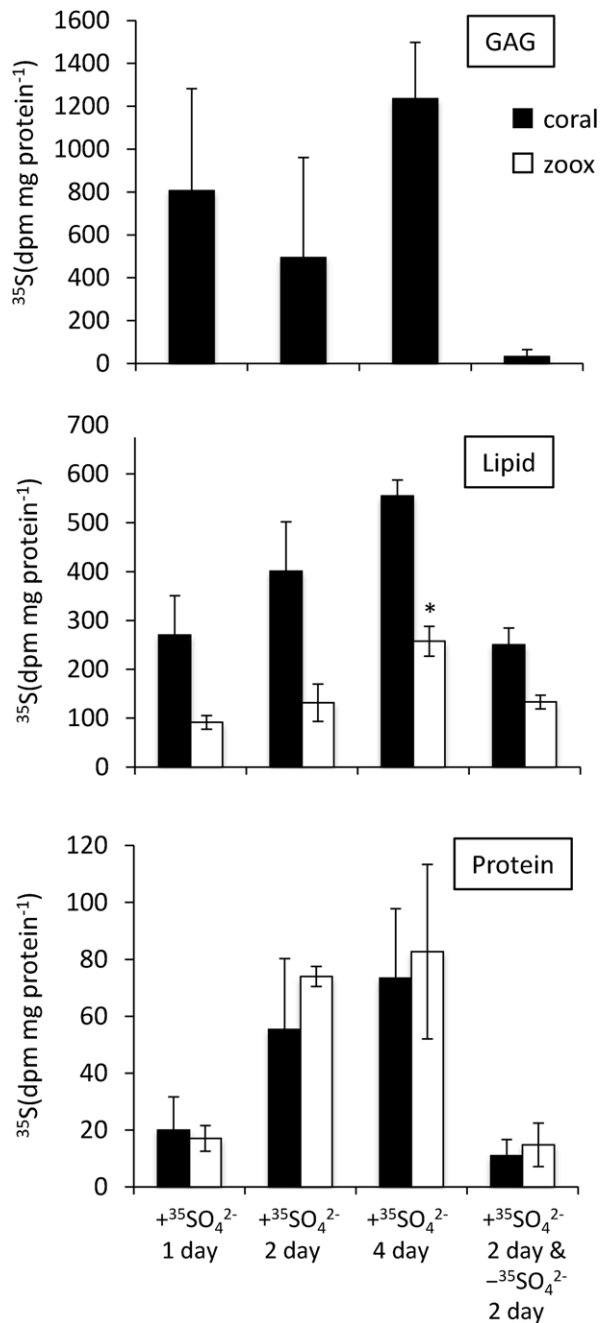 GAG
1600
1400
1200
1000
800
600
400
200
0
³⁵S(dpm mg protein⁻¹)
coral
zoox
Lipid
700
600
500
400
300
200
100
0
³⁵S(dpm mg protein⁻¹)
*
Protein
120
100
80
60
40
20
0
³⁵S(dpm mg protein⁻¹)
+³⁵SO₄²⁻
1 day
+³⁵SO₄²⁻
2 day
+³⁵SO₄²⁻
4 day
+³⁵SO₄²⁻
2 day &
–³⁵SO₄²⁻
2 day